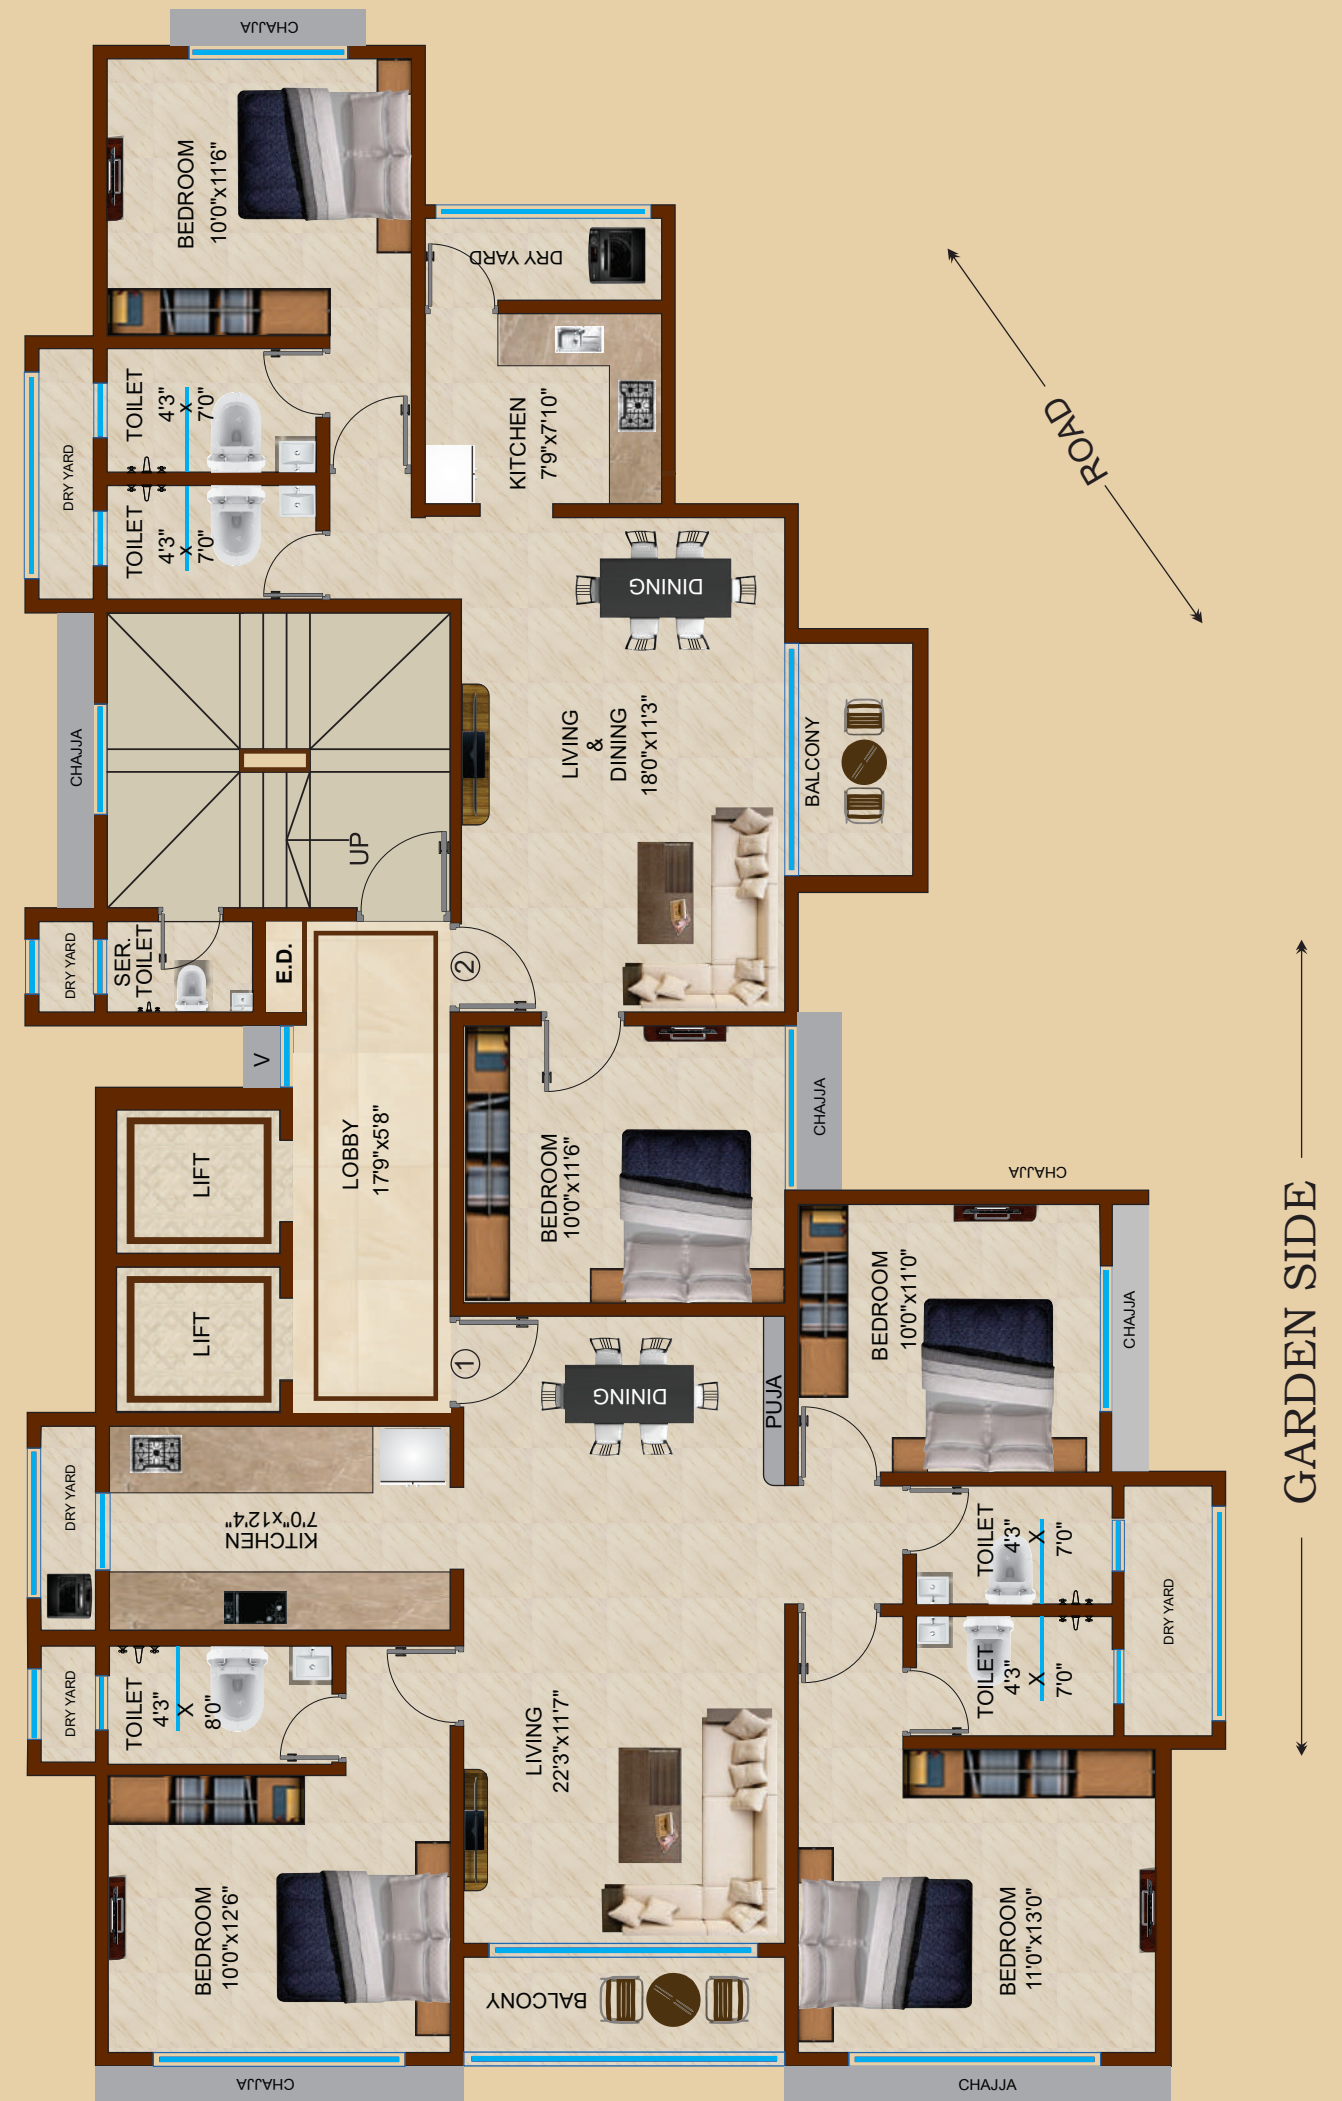 CHAJJA
BEDROOM
10'0"x11'6"
DRY YARD
TOILET
4'3"
X
7'0"
DRY YARD
KITCHEN
7'9"x7'10"
TOILET
4'3"
X
7'0"
ROAD
DINING
CHAJJA
LIVING
&
DINING
18'0"x11'3"
BALCONY
UP
DRY YARD
SER.
TOILET
E.D.
2
V
LIFT
LOBBY
17'9"x5'8"
BEDROOM
10'0"x11'6"
CHAJJA
CHAJJA
LIFT
1
DINING
PUJA
BEDROOM
10'0"x11'0"
CHAJJA
GARDEN SIDE
DRY YARD
KITCHEN
7'0"x12'4"
TOILET
4'3"
X
7'0"
DRY YARD
DRY YARD
TOILET
4'3"
X
8'0"
TOILET
4'3"
X
7'0"
LIVING
22'3"x11'7"
BEDROOM
10'0"x12'6"
BEDROOM
11'0"x13'0"
BALCONY
CHAJJA
CHAJJA